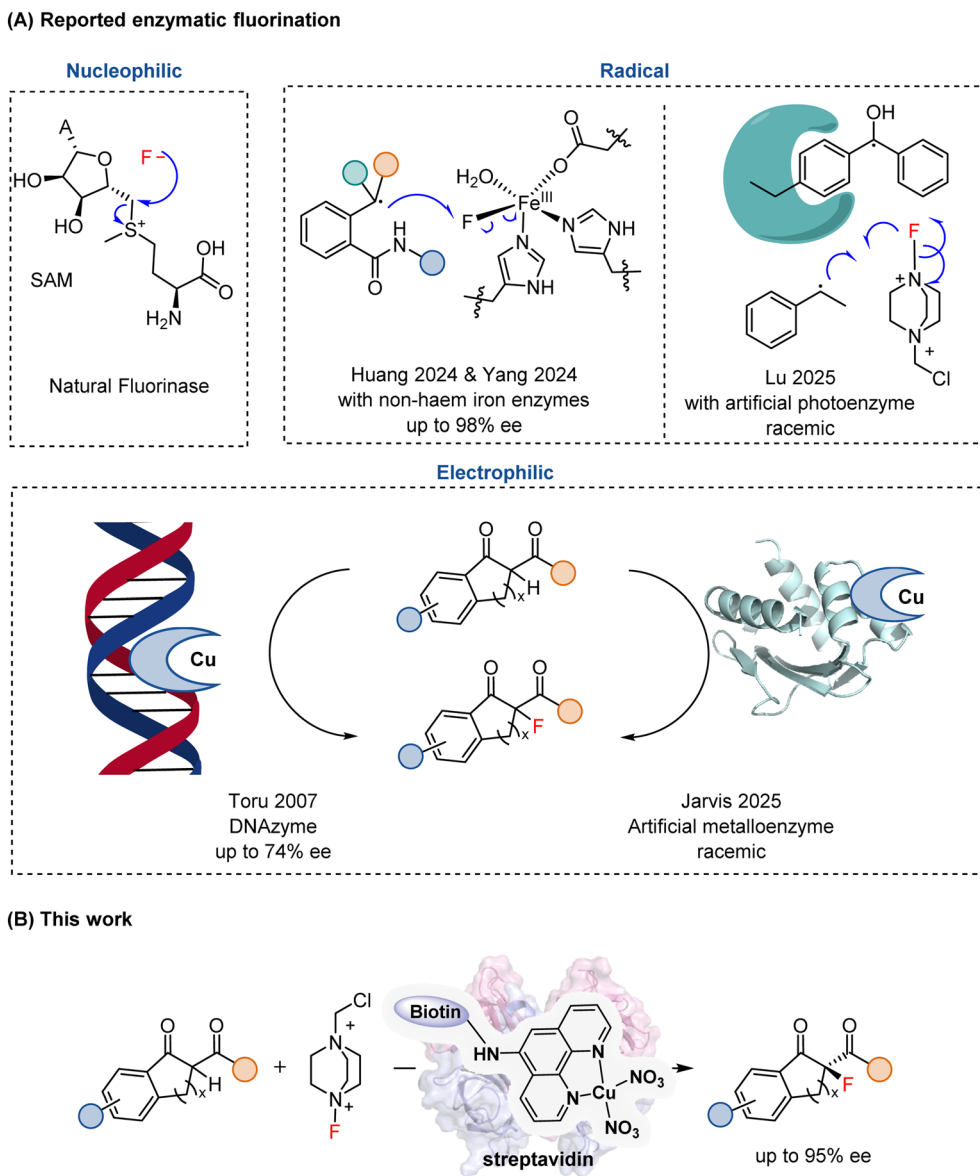 (A) Reported enzymatic fluorination
Nucleophilic
Radical
A
O
F –
HO
HO
S+
OH
O
SAM
H2N
Natural Fluorinase
O
H2O
O
FeIII
F
N
N
NH
NH
H
N
O
Huang 2024 & Yang 2024
with non-haem iron enzymes
up to 98% ee
OH
F
N
+
N
+
Cl
Lu 2025
with artificial photoenzyme
racemic
Electrophilic
Cu
O O
H
x
O O
F
x
Cu
Toru 2007
DNAzyme
up to 74% ee
Jarvis 2025
Artificial metalloenzyme
racemic
(B) This work
O O
H
x
+
Cl
N +
N +
F
Biotin
HN
N
N
Cu
NO3
NO3
streptavidin
O O
F
x
up to 95% ee